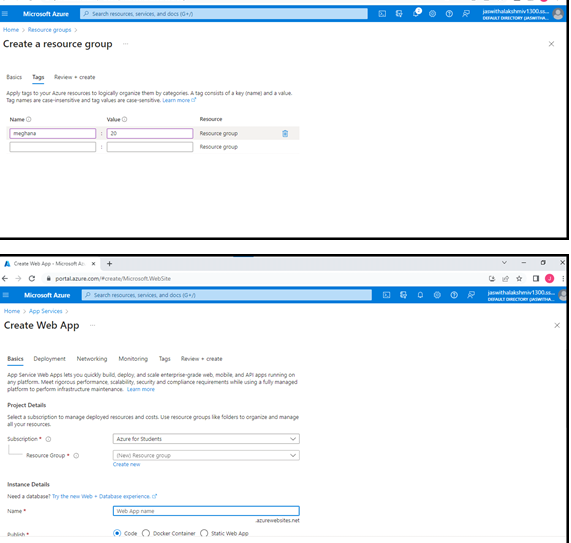 Microsoft Azure
Search resources, services, and docs (G+/)
jaswithalakshmiv1300.ss...
DEFAULT DIRECTORY (JASWITHA...
Home > Resource groups >
Create a resource group ...
Basics Tags Review + create
Apply tags to your Azure resources to logically organize them by categories. A tag consists of a key (name) and a value.
Tag names are case-insensitive and tag values are case-sensitive. Learn more
Name Value Resource
meghana : 20 Resource group
: Resource group
Create Web App - Microsoft Az
portal.azure.com/#create/Microsoft.WebSite
J
Microsoft Azure
Search resources, services, and docs (G+/)
jaswithalakshmiv1300.ss...
DEFAULT DIRECTORY (JASWITHA...
Home > App Services >
Create Web App ...
Basics Deployment Networking Monitoring Tags Review + create
App Service Web Apps lets you quickly build, deploy, and scale enterprise-grade web, mobile, and API apps running on
any platform. Meet rigorous performance, scalability, security and compliance requirements while using a fully managed
platform to perform infrastructure maintenance. Learn more
Project Details
Select a subscription to manage deployed resources and costs. Use resource groups like folders to organize and manage
all your resources.
Subscription * Azure for Students
Resource Group * (New) Resource group
Create new
Instance Details
Need a database? Try the new Web + Database experience.
Name * Web App name
.azurewebsites.net
Publish * Code Docker Container Static Web App